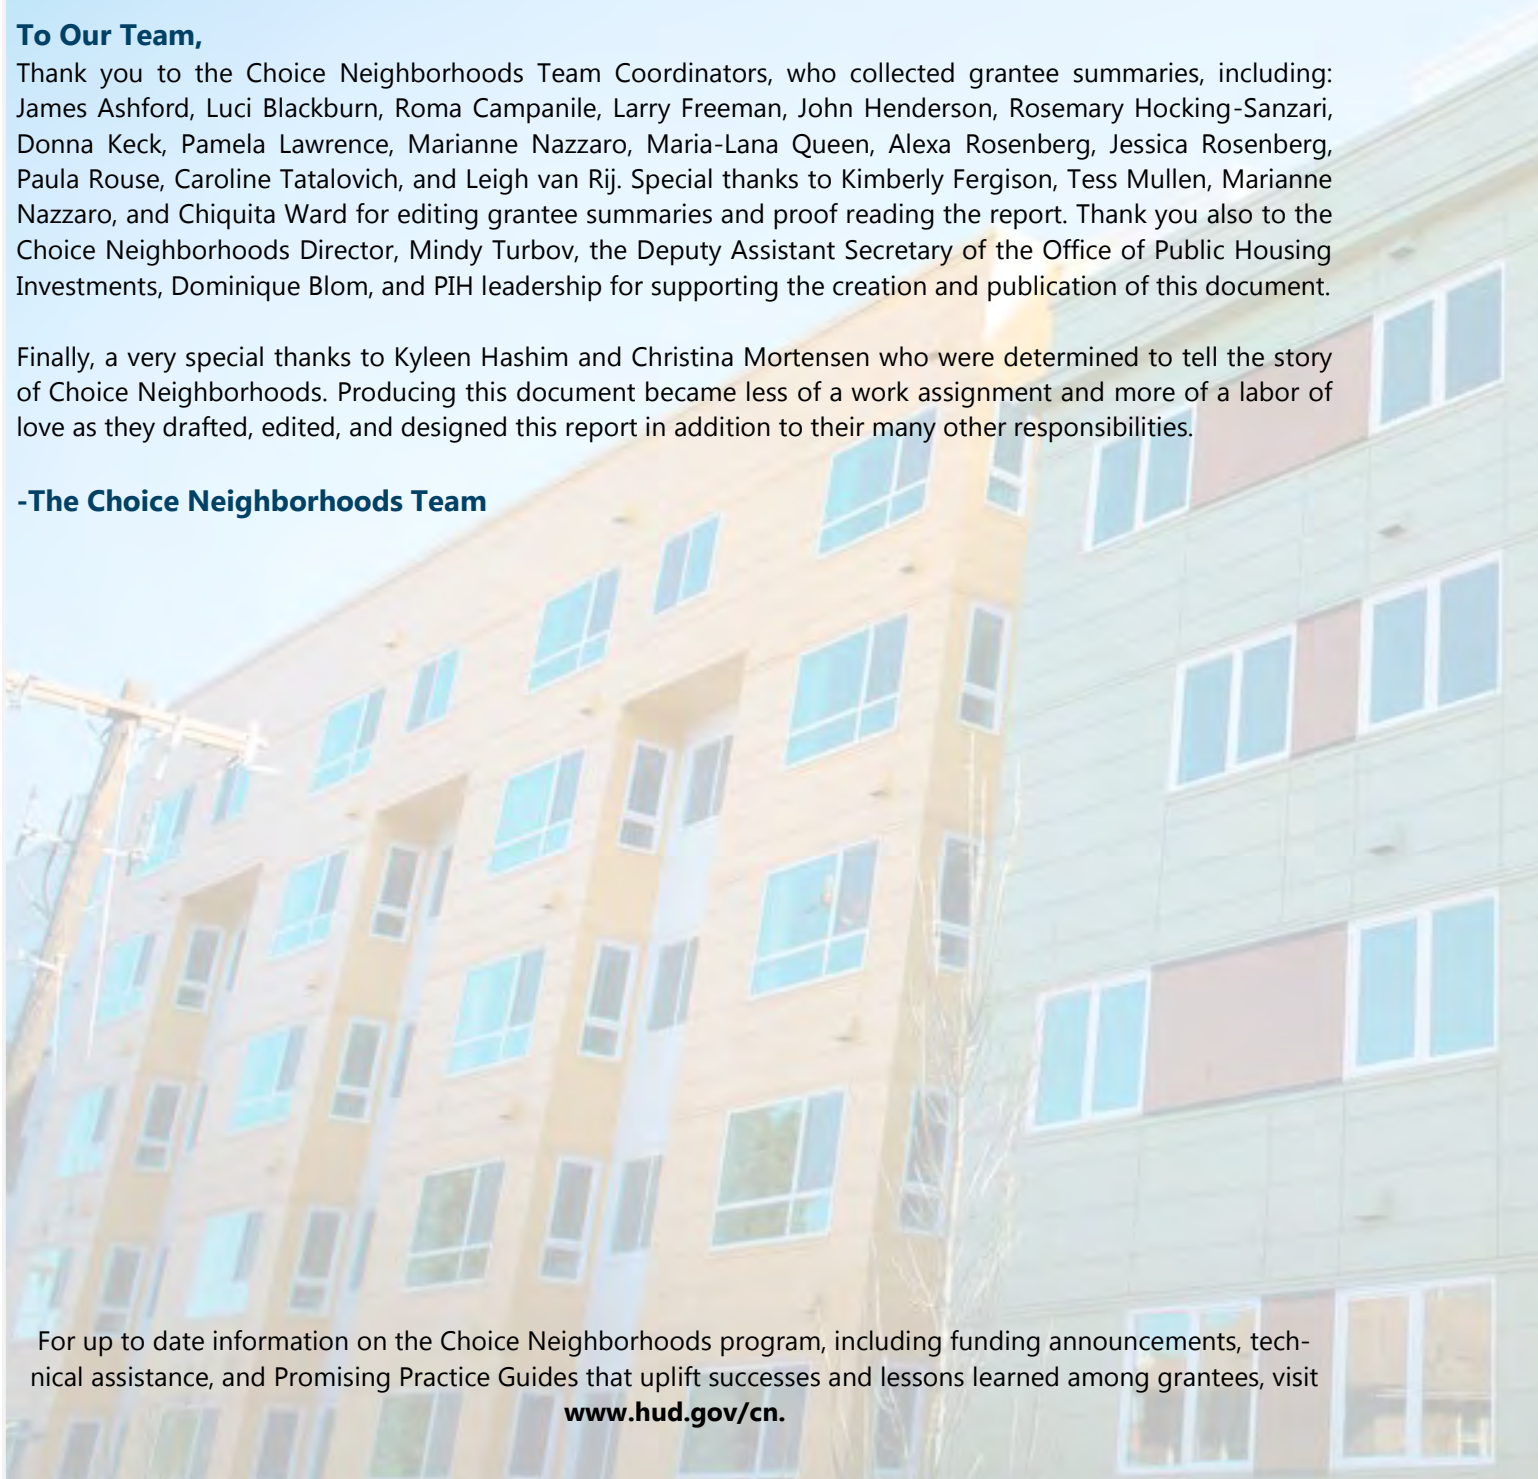 To Our Team,
Thank you to the Choice Neighborhoods Team Coordinators, who collected grantee summaries, including:
James Ashford, Luci Blackburn, Roma Campanile, Larry Freeman, John Henderson, Rosemary Hocking-Sanzari,
Donna Keck, Pamela Lawrence, Marianne Nazzaro, Maria-Lana Queen, Alexa Rosenberg, Jessica Rosenberg,
Paula Rouse, Caroline Tatalovich, and Leigh van Rij. Special thanks to Kimberly Fergison, Tess Mullen, Marianne
Nazzaro, and Chiquita Ward for editing grantee summaries and proof reading the report. Thank you also to the
Choice Neighborhoods Director, Mindy Turbov, the Deputy Assistant Secretary of the Office of Public Housing
Investments, Dominique Blom, and PIH leadership for supporting the creation and publication of this document.
Finally, a very special thanks to Kyleen Hashim and Christina Mortensen who were determined to tell the story
of Choice Neighborhoods. Producing this document became less of a work assignment and more of a labor of
love as they drafted, edited, and designed this report in addition to their many other responsibilities.
-The Choice Neighborhoods Team
For up to date information on the Choice Neighborhoods program, including funding announcements, tech-
nical assistance, and Promising Practice Guides that uplift successes and lessons learned among grantees, visit
www.hud.gov/cn.